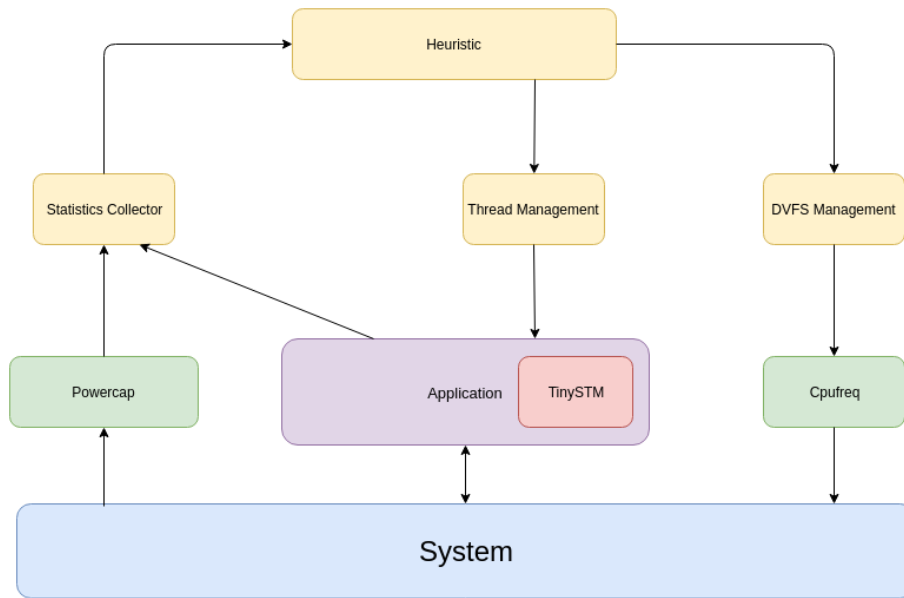 Heuristic
Statistics Collector
Thread Management
DVFS Management
Powercap
Application
TinySTM
Cpufreq
System